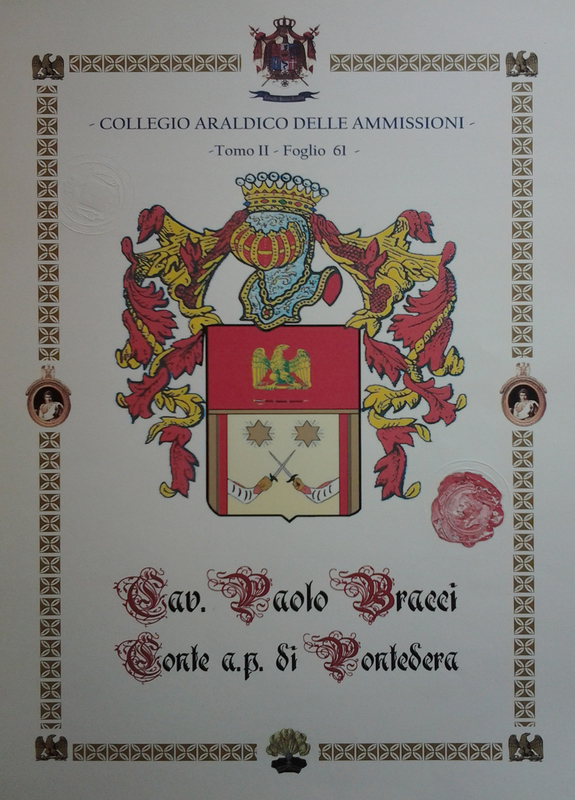 - COLLEGIO ARALDICO DELLE AMMISSIONI -
-Tomo II - Foglio 61 -
Cav. Paolo Bracci
Conte a.p. di Pontedera